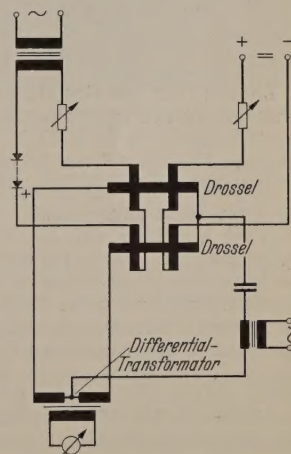 ~
+ = −
Drossel
+
Drossel
~
Differential-
Transformator